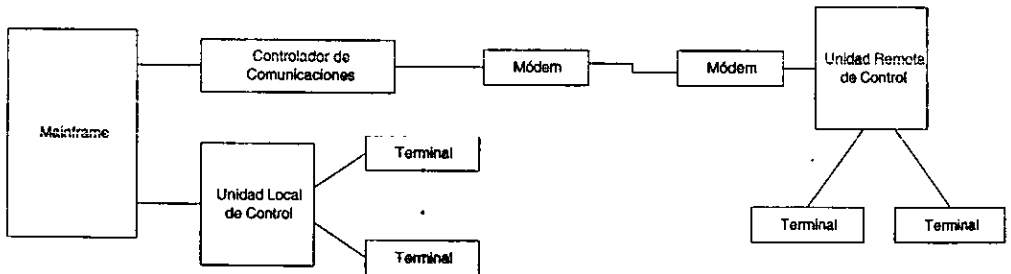 Mainframe
Controlador de
Comunicaciones
Módem
Módem
Unidad Remota
de Control
Unidad Local
de Control
Terminal
Terminal
Terminal
Terminal